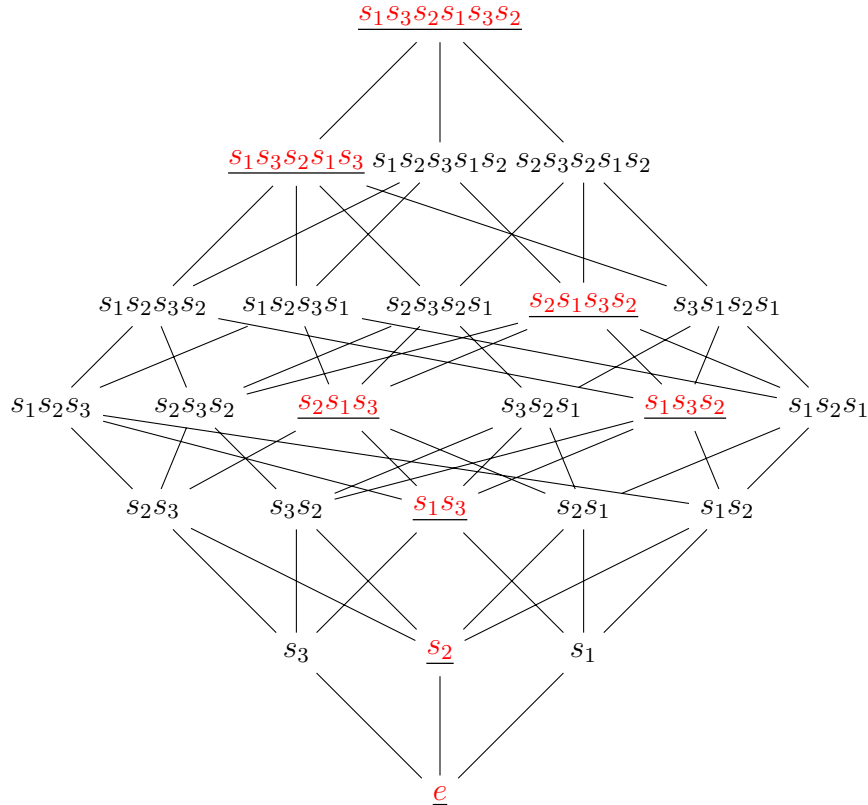 s₁s₃s₂s₁s₃s₂
s₁s₃s₂s₁s₃ s₁s₂s₃s₁s₂ s₂s₃s₂s₁s₂
s₁s₂s₃s₂ s₁s₂s₃s₁ s₂s₃s₂s₁ s₂s₁s₃s₂ s₃s₁s₂s₁
s₁s₂s₃ s₂s₃s₂ s₂s₁s₃ s₃s₂s₁ s₁s₃s₂ s₁s₂s₁
s₂s₃ s₃s₂ s₁s₃ s₂s₁ s₁s₂
s₃ s₂ s₁
e